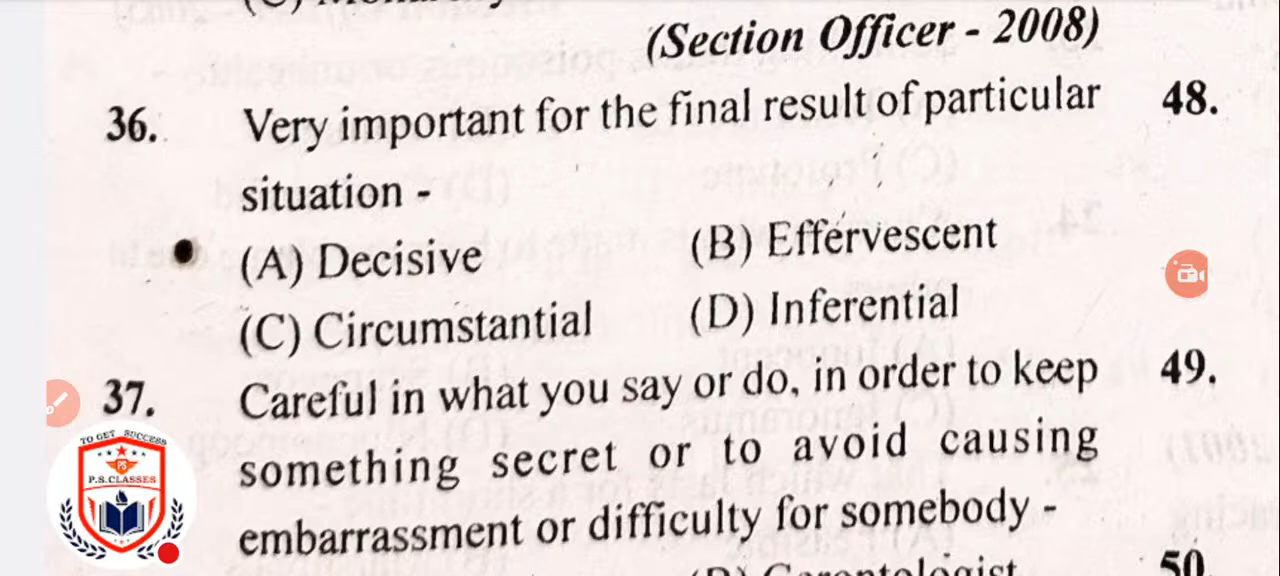 (Section Officer - 2008)
36. Very important for the final result of particular 48.
situation -
(A) Decisive (B) Effervescent
(C) Circumstantial (D) Inferential
37. Careful in what you say or do, in order to keep 49.
something secret or to avoid causing
embarrassment or difficulty for somebody -
50.
TO GET SUCCESS
PS
P.S.CLASSES